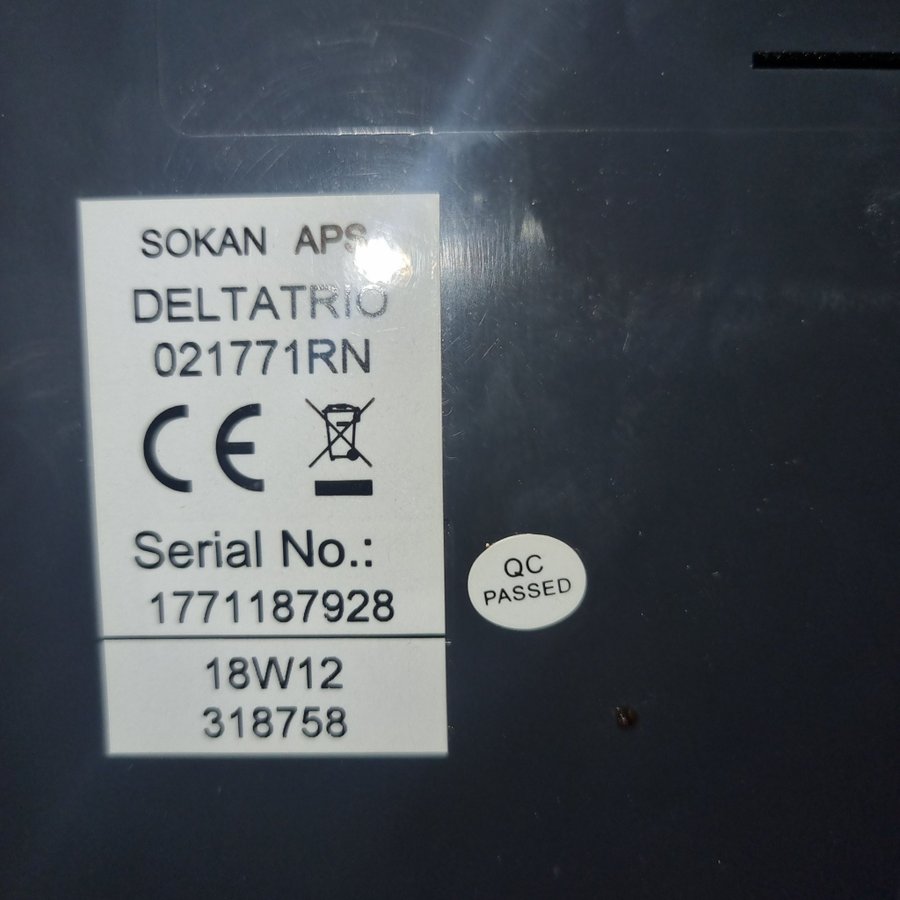 SOKAN APS
DELTATRIO
021771RN
CE
Serial No.:
1771187928
18W12
318758
QC
PASSED